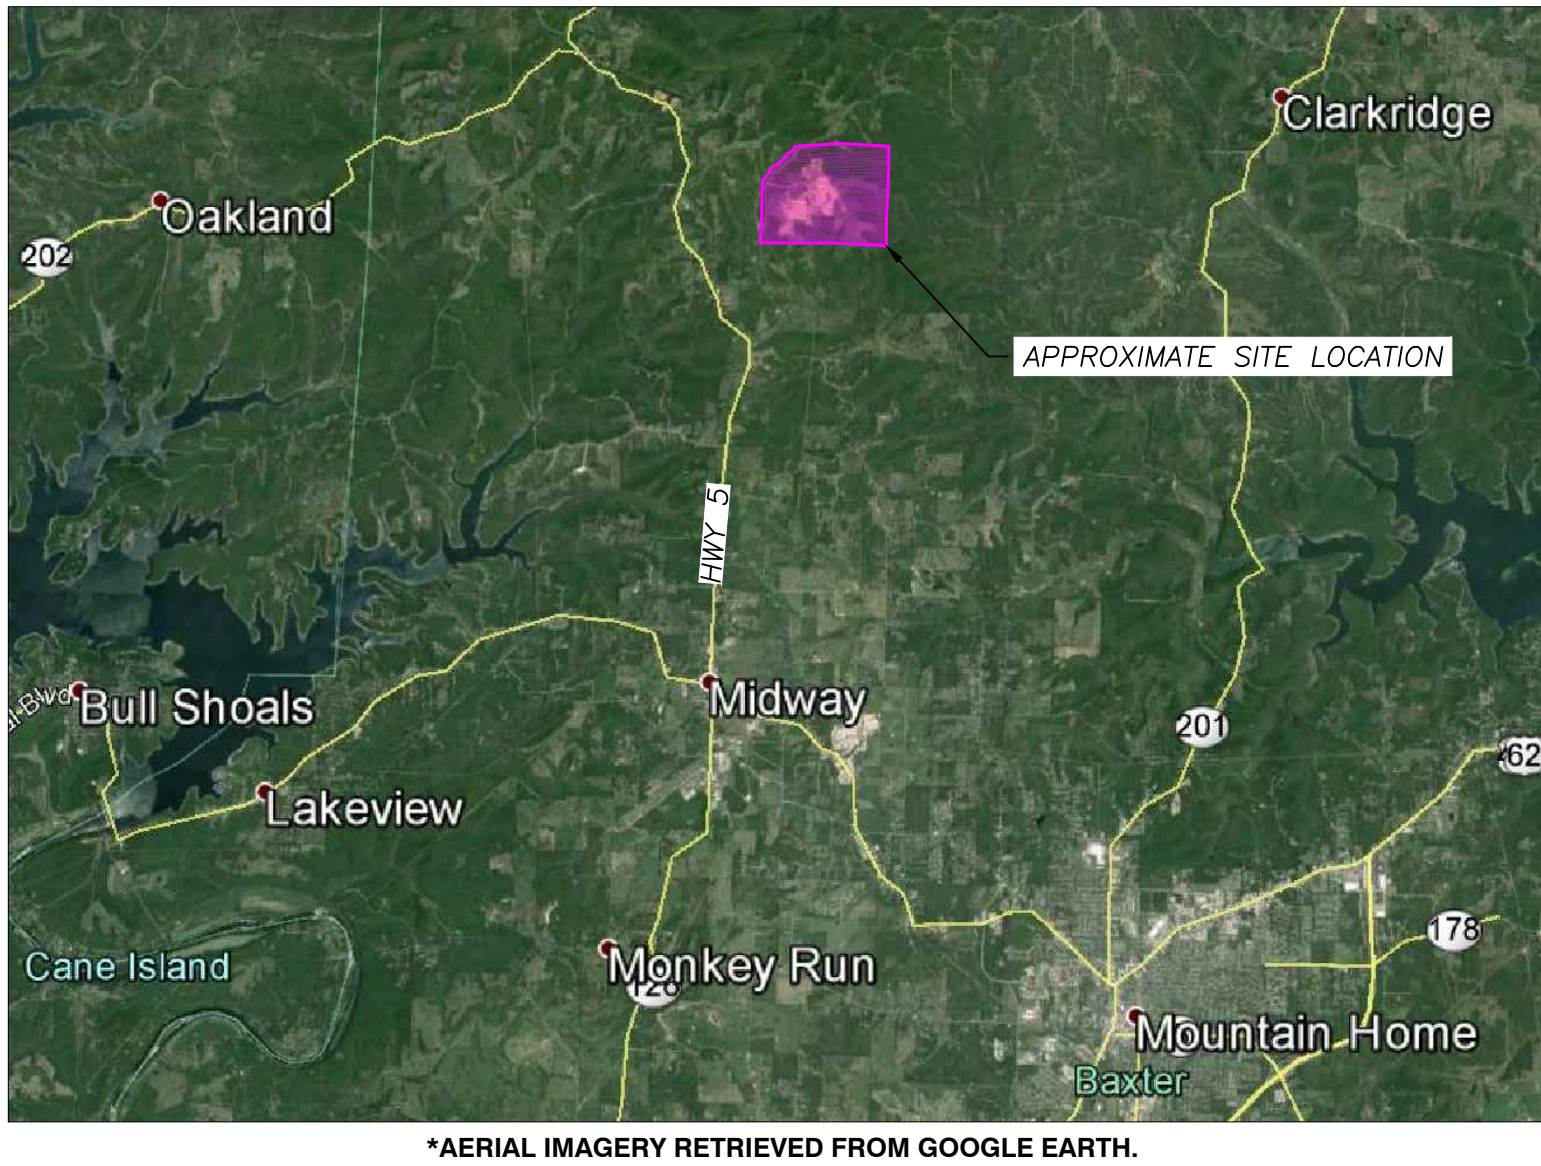 Clarkridge
Oakland
202
APPROXIMATE SITE LOCATION
HWY 5
Bull Shoals
Midway
201
62
Lakeview
178
Cane Island
Monkey Run
126
Mountain Home
Baxter
*AERIAL IMAGERY RETRIEVED FROM GOOGLE EARTH.